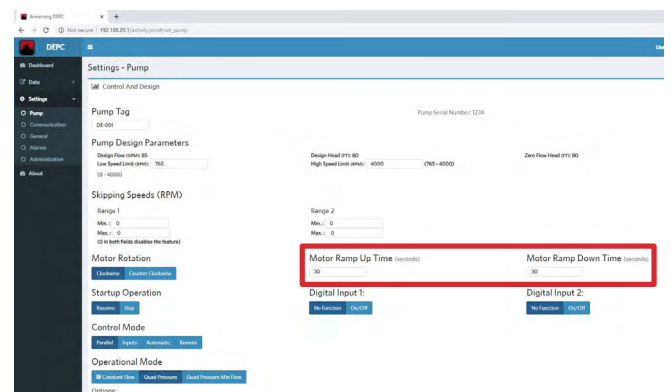 Armstrong DEPC
Not secure | 192.168.20.1/activity.json#/set_pump
DEPC
Use
Dashboard
Settings - Pump
Data
Control And Design
Settings
Pump
Pump Tag
Pump Serial Number: 1234
Communication
DE-001
General
Alarms
Pump Design Parameters
Administrative
Design Flow (GPM): 85
Design Head (FT): 80
Zero Flow Head (FT): 80
About
Low Speed Limit (RPM): 765
High Speed Limit (RPM): 4000 (765 - 4000)
(0 - 4000)
Skipping Speeds (RPM)
Range 1
Range 2
Min. : 0
Min. : 0
Max. : 0
Max. : 0
(0 in both fields disables the feature)
Motor Rotation
Motor Ramp Up Time (seconds)
Motor Ramp Down Time (seconds)
Clockwise Counter Clockwise
30
30
Startup Operation
Digital Input 1:
Digital Input 2:
Resume Stop
No Function On/Off
No Function On/Off
Control Mode
Parallel Inputs Automatic Remote
Operational Mode
Constant Flow Quad Pressure Quad Pressure Min Flow
Options: